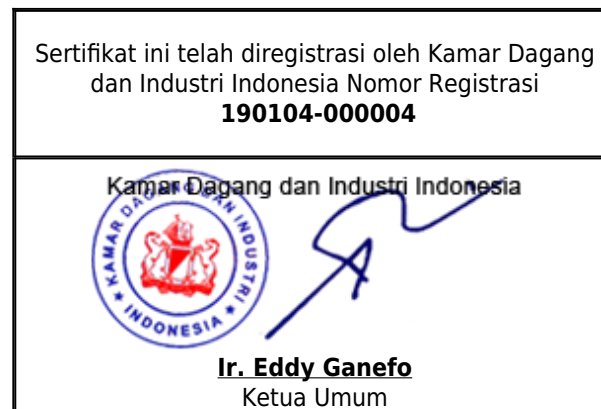 Sertifikat ini telah diregistrasi oleh Kamar Dagang
dan Industri Indonesia Nomor Registrasi
190104-000004
Kamar Dagang dan Industri Indonesia
KAMAR DAGANG DAN INDUSTRI
INDONESIA
Ir. Eddy Ganefo
Ketua Umum